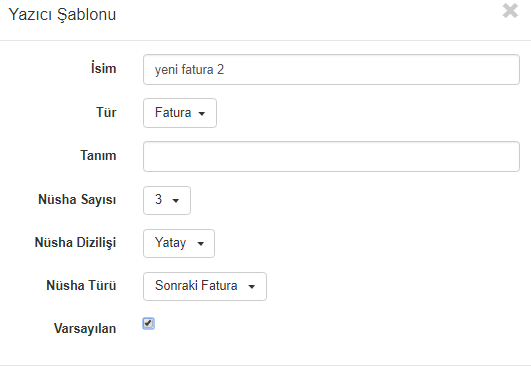 Yazıcı Şablonu
İsim yeni fatura 2
Tür Fatura
Tanım
Nüsha Sayısı 3
Nüsha Dizilişi Yatay
Nüsha Türü Sonraki Fatura
Varsayılan